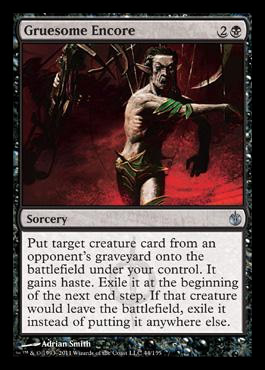 Gruesome Encore 2
Sorcery
Put target creature card from an
opponent's graveyard onto the
battlefield under your control. It
gains haste. Exile it at the beginning
of the next end step. If that creature
would leave the battlefield, exile it
instead of putting it anywhere else.
Adrian Smith
™ & © 1993–2011 Wizards of the Coast LLC 44/155